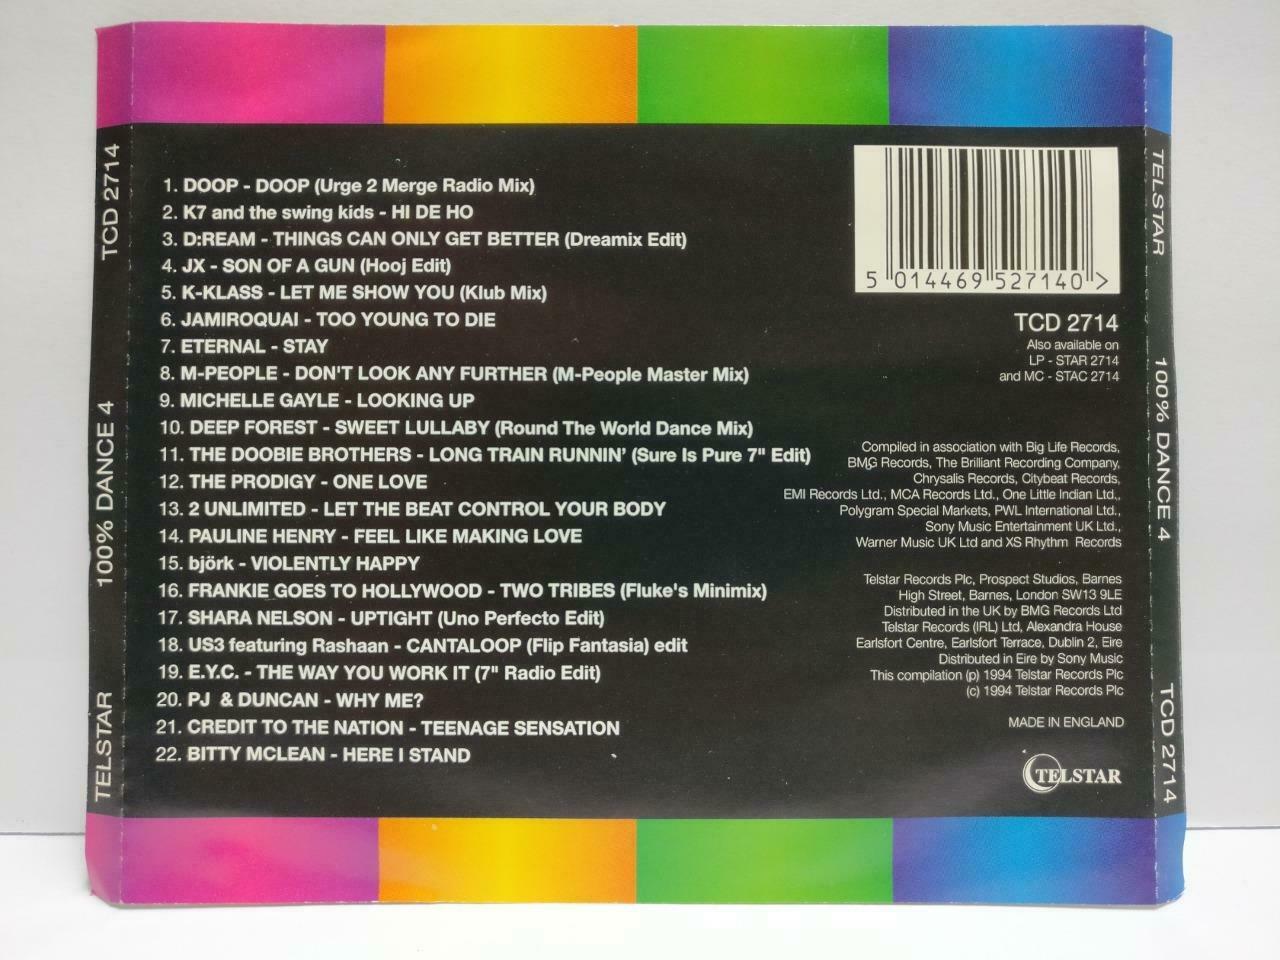 TCD 2714
100% DANCE 4
TELSTAR
1. DOOP - DOOP (Urge 2 Merge Radio Mix)
2. K7 and the swing kids - HI DE HO
3. D:REAM - THINGS CAN ONLY GET BETTER (Dreamix Edit)
4. JX - SON OF A GUN (Hooj Edit)
5. K-KLASS - LET ME SHOW YOU (Klub Mix)
6. JAMIROQUAI - TOO YOUNG TO DIE
7. ETERNAL - STAY
8. M-PEOPLE - DON'T LOOK ANY FURTHER (M-People Master Mix)
9. MICHELLE GAYLE - LOOKING UP
10. DEEP FOREST - SWEET LULLABY (Round The World Dance Mix)
11. THE DOOBIE BROTHERS - LONG TRAIN RUNNIN' (Sure Is Pure 7" Edit)
12. THE PRODIGY - ONE LOVE
13. 2 UNLIMITED - LET THE BEAT CONTROL YOUR BODY
14. PAULINE HENRY - FEEL LIKE MAKING LOVE
15. björk - VIOLENTLY HAPPY
16. FRANKIE GOES TO HOLLYWOOD - TWO TRIBES (Fluke's Minimix)
17. SHARA NELSON - UPTIGHT (Uno Perfecto Edit)
18. US3 featuring Rashaan - CANTALOOP (Flip Fantasia) edit
19. E.Y.C. - THE WAY YOU WORK IT (7" Radio Edit)
20. PJ & DUNCAN - WHY ME?
21. CREDIT TO THE NATION - TEENAGE SENSATION
22. BITTY MCLEAN - HERE I STAND
5 014469 527140 >
TCD 2714
Also available on
LP - STAR 2714
and MC - STAC 2714
Compiled in association with Big Life Records,
BMG Records, The Brilliant Recording Company,
Chrysalis Records, Citybeat Records,
EMI Records Ltd., MCA Records Ltd., One Little Indian Ltd.,
Polygram Special Markets, PWL International Ltd.,
Sony Music Entertainment UK Ltd.,
Warner Music UK Ltd and XS Rhythm Records
Telstar Records Plc, Prospect Studios, Barnes
High Street, Barnes, London SW13 9LE
Distributed in the UK by BMG Records Ltd
Telstar Records (IRL) Ltd, Alexandra House
Earlsfort Centre, Earlsfort Terrace, Dublin 2, Eire
Distributed in Eire by Sony Music
This compilation (p) 1994 Telstar Records Plc
(c) 1994 Telstar Records Plc
MADE IN ENGLAND
TELSTAR
TELSTAR
100% DANCE 4
TCD 2714